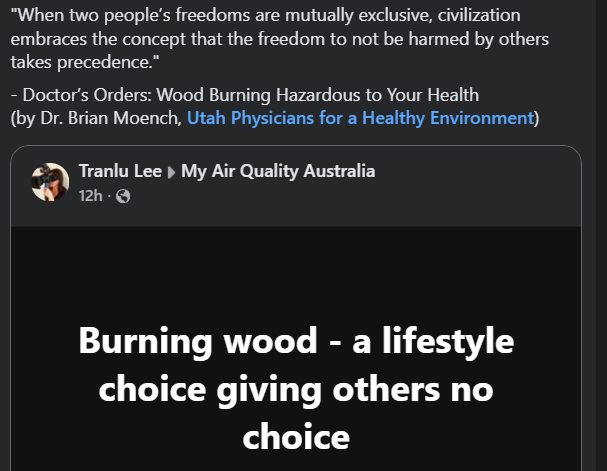 "When two people’s freedoms are mutually exclusive, civilization
embraces the concept that the freedom to not be harmed by others
takes precedence."
- Doctor’s Orders: Wood Burning Hazardous to Your Health
(by Dr. Brian Moench, Utah Physicians for a Healthy Environment)
Tranlu Lee ▸ My Air Quality Australia
12h ·
Burning wood - a lifestyle
choice giving others no
choice